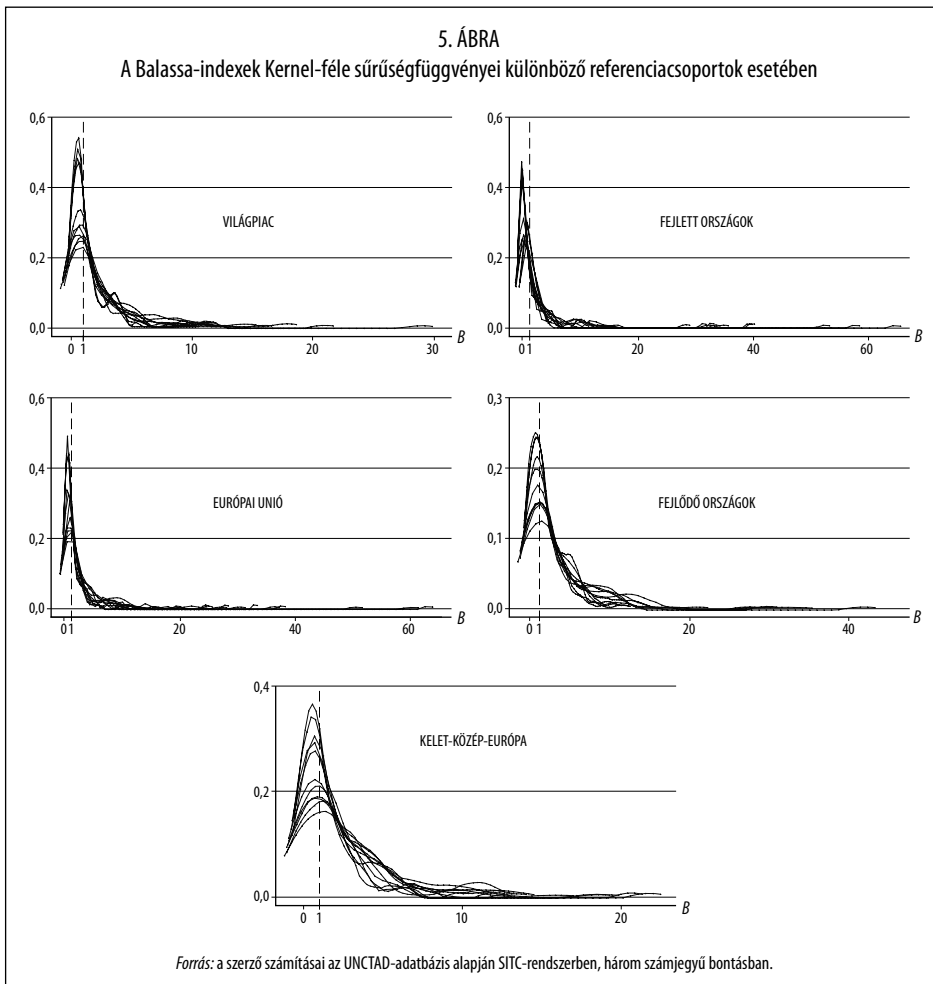 5. ÁBRA
A Balassa-indexek Kernel-féle sűrűségfüggvényei különböző referenciacsoportok esetében
0,6
0,4
0,2
0,0
VILÁGPIAC
0 1 10 20 30 B
0,6
0,4
0,2
0,0
FEJLETT ORSZÁGOK
0 1 20 40 60 B
0,6
0,4
0,2
0,0
EURÓPAI UNIÓ
0 1 20 40 60 B
0,3
0,2
0,1
0,0
FEJLŐDŐ ORSZÁGOK
0 1 20 40 B
0,4
0,2
0,0
KELET-KÖZÉP-EURÓPA
0 1 10 20 B
Forrás: a szerző számításai az UNCTAD-adatbázis alapján SITC-rendszerben, három számjegyű bontásban.